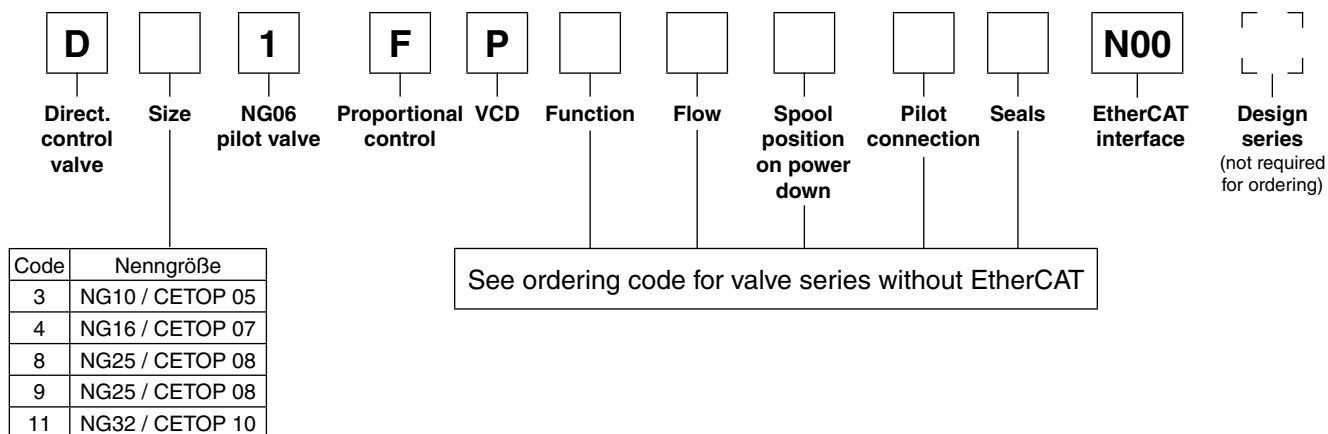 D 1 F P N00
Direct. control valve
Size
NG06 pilot valve
Proportional control
VCD
Function
Flow
Spool position on power down
Pilot connection
Seals
EtherCAT interface
Design series (not required for ordering)
See ordering code for valve series without EtherCAT
Code Nenngröße
3 NG10 / CETOP 05
4 NG16 / CETOP 07
8 NG25 / CETOP 08
9 NG25 / CETOP 08
11 NG32 / CETOP 10